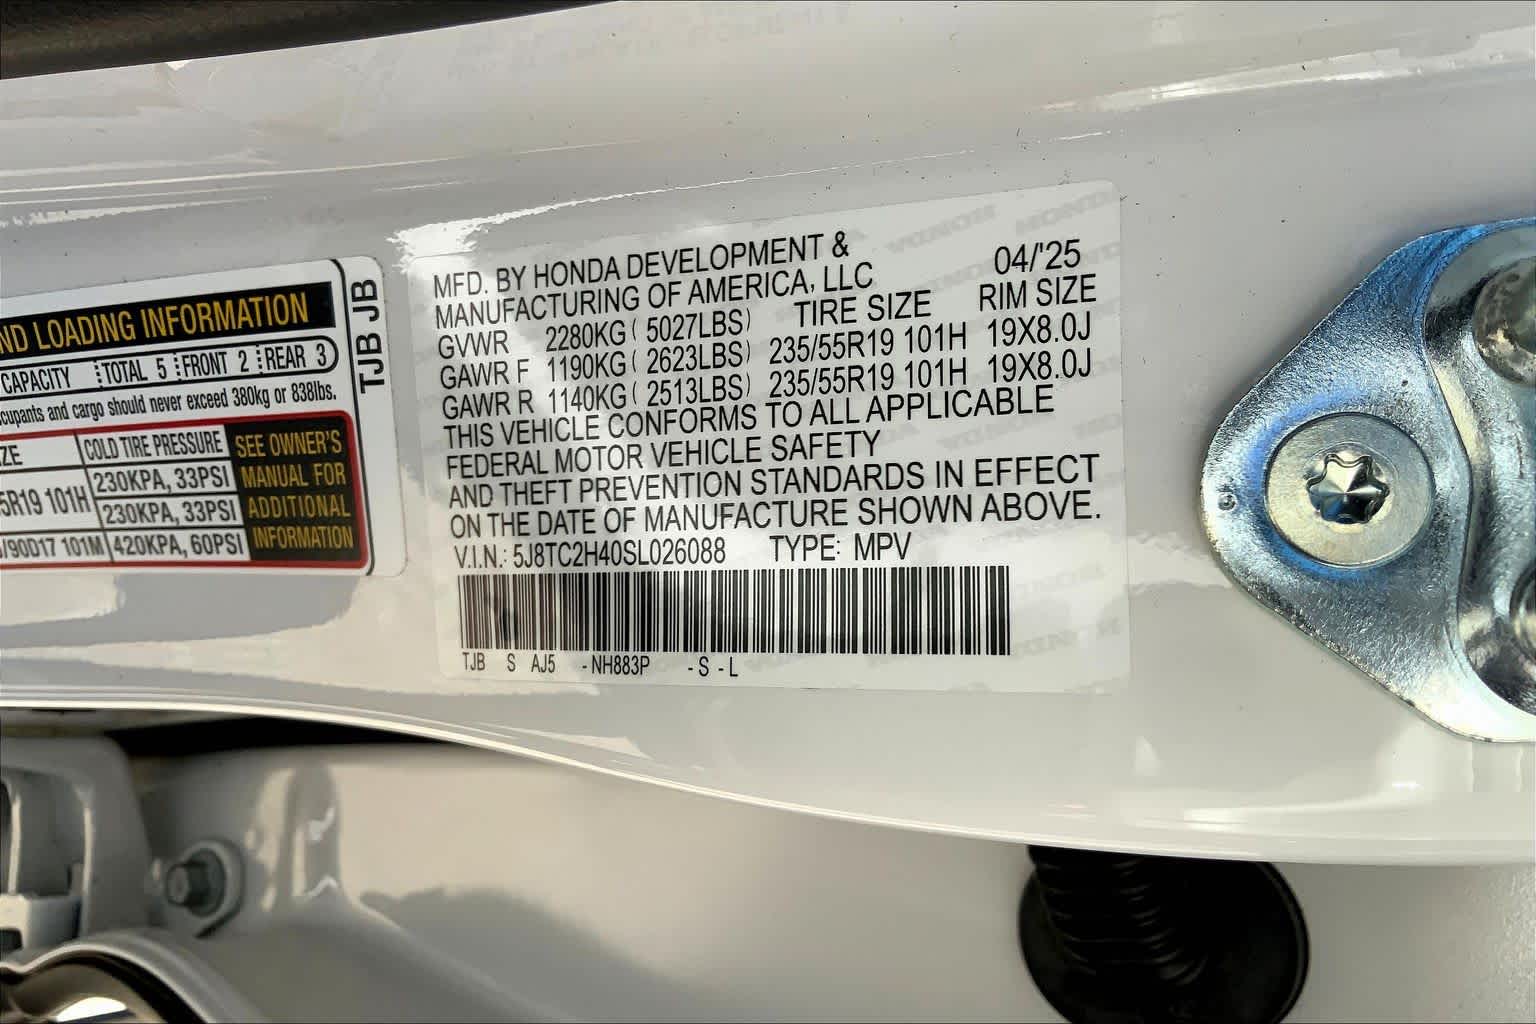 ND LOADING INFORMATION
CAPACITY TOTAL 5 FRONT 2 REAR 3
cupants and cargo should never exceed 380kg or 838lbs.
ZE COLD TIRE PRESSURE
5R19 101H 230KPA, 33PSI
230KPA, 33PSI
/90D17 101M 420KPA, 60PSI
SEE OWNER'S
MANUAL FOR
ADDITIONAL
INFORMATION
TJB JB
MFD. BY HONDA DEVELOPMENT &
MANUFACTURING OF AMERICA, LLC 04/'25
GVWR 2280KG ( 5027LBS) TIRE SIZE RIM SIZE
GAWR F 1190KG ( 2623LBS) 235/55R19 101H 19X8.0J
GAWR R 1140KG ( 2513LBS) 235/55R19 101H 19X8.0J
THIS VEHICLE CONFORMS TO ALL APPLICABLE
FEDERAL MOTOR VEHICLE SAFETY
AND THEFT PREVENTION STANDARDS IN EFFECT
ON THE DATE OF MANUFACTURE SHOWN ABOVE.
V.I.N.: 5J8TC2H40SL026088 TYPE: MPV
TJB S AJ5 -NH883P -S -L